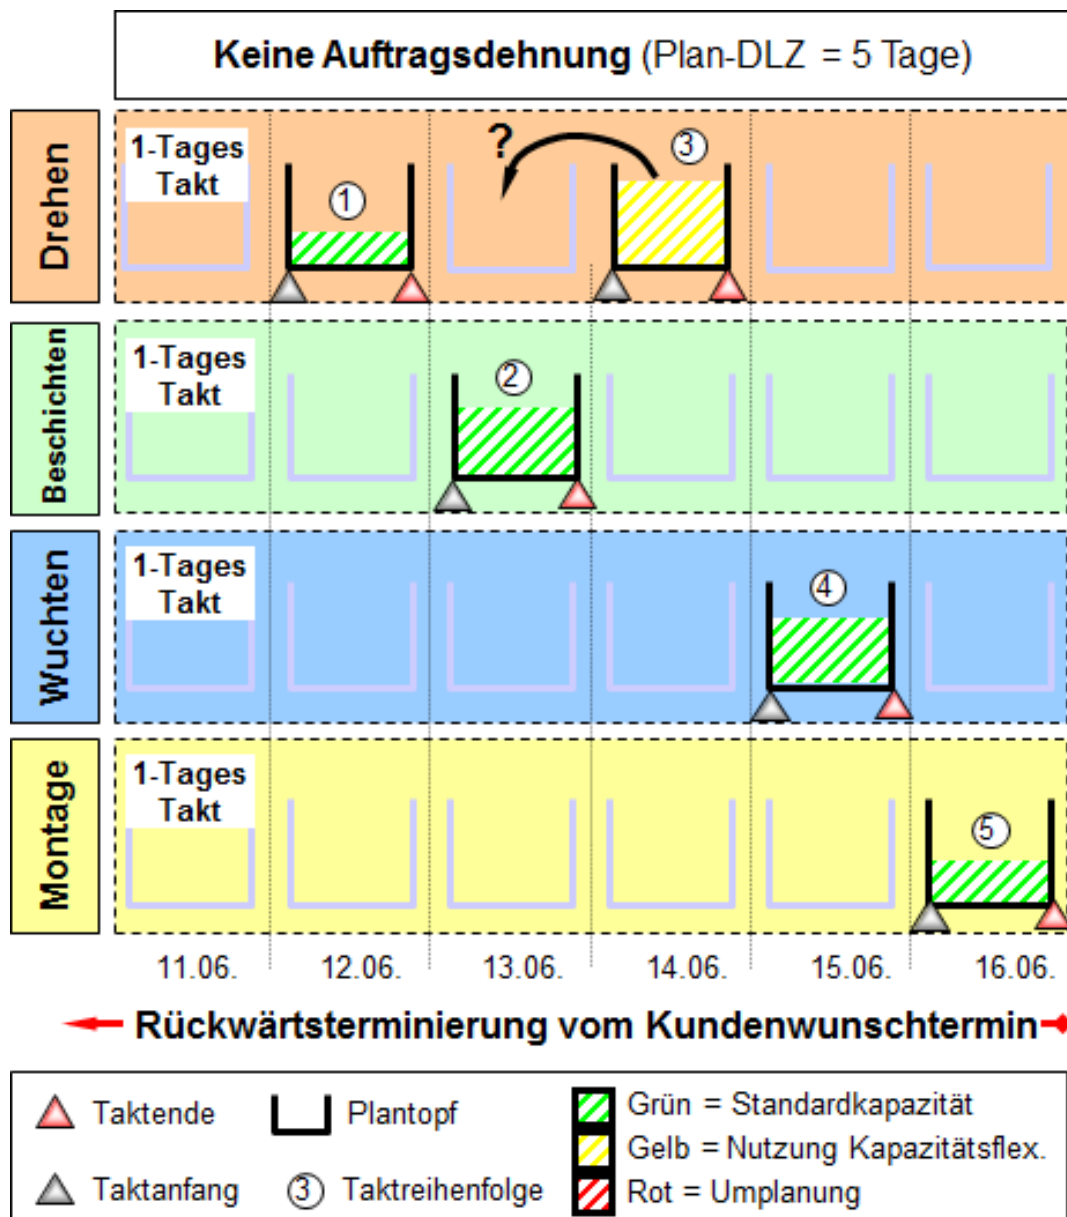 Keine Auftragsdehnung (Plan-DLZ = 5 Tage)
Drehen
1-Tages
Takt
1
?
3
Beschichten
1-Tages
Takt
2
Wuchten
1-Tages
Takt
4
Montage
1-Tages
Takt
5
11.06. 12.06. 13.06. 14.06. 15.06. 16.06.
Rückwärtsterminierung vom Kundenwunschtermin
Taktende
Plantopf
Taktanfang
3 Taktreihenfolge
Grün = Standardkapazität
Gelb = Nutzung Kapazitätsflex.
Rot = Umplanung